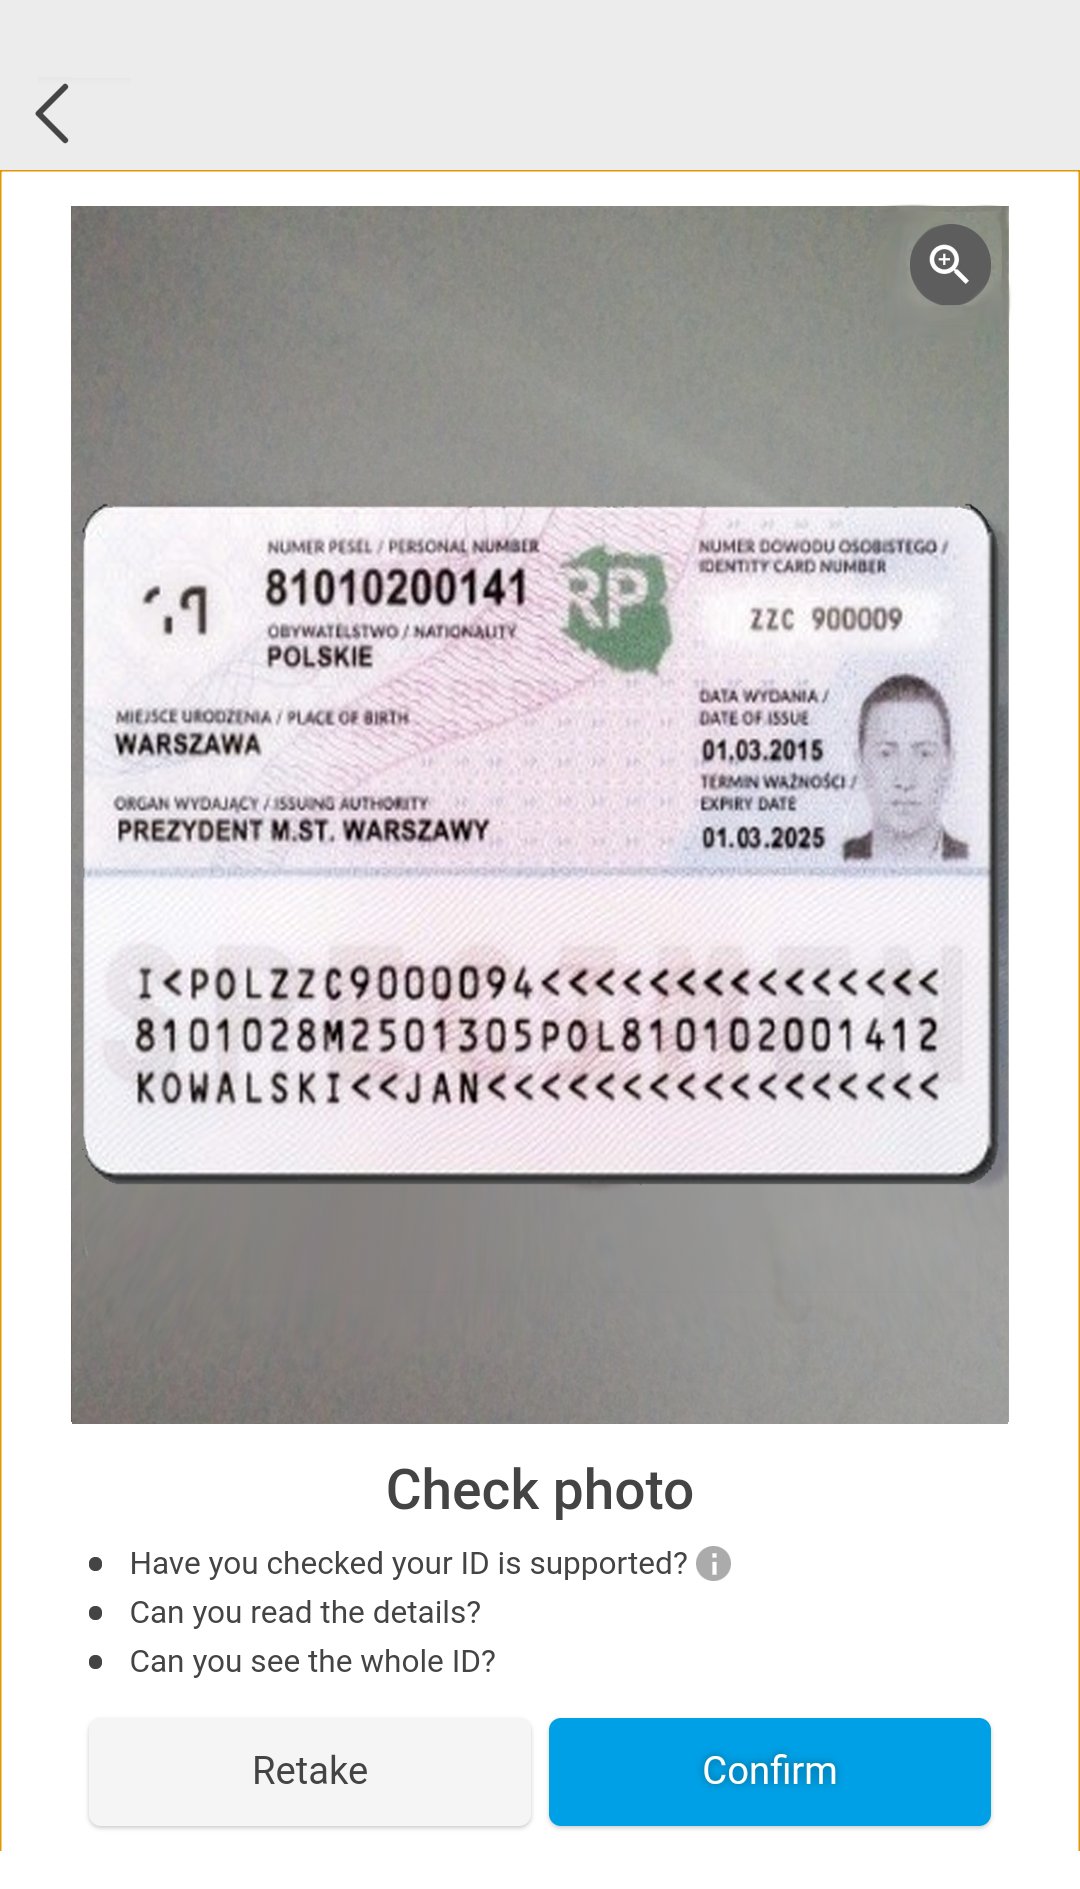 NUMER PESEL / PERSONAL NUMBER
81010200141
OBYWATELSTWO / NATIONALITY
POLSKIE
RP
NUMER DOWODU OSOBISTEGO /
IDENTITY CARD NUMBER
ZZC 900009
MIEJSCE URODZENIA / PLACE OF BIRTH
WARSZAWA
DATA WYDANIA /
DATE OF ISSUE
01.03.2015
TERMIN WAŻNOŚCI /
EXPIRY DATE
01.03.2025
ORGAN WYDAJĄCY / ISSUING AUTHORITY
PREZYDENT M.ST. WARSZAWY
SPECIMEN
I<POLZZC9000094<<<<<<<<<<<<<<<
8101028M2501305POL810102001412
KOWALSKI<<JAN<<<<<<<<<<<<<<<<<
Check photo
• Have you checked your ID is supported? i
• Can you read the details?
• Can you see the whole ID?
Retake
Confirm